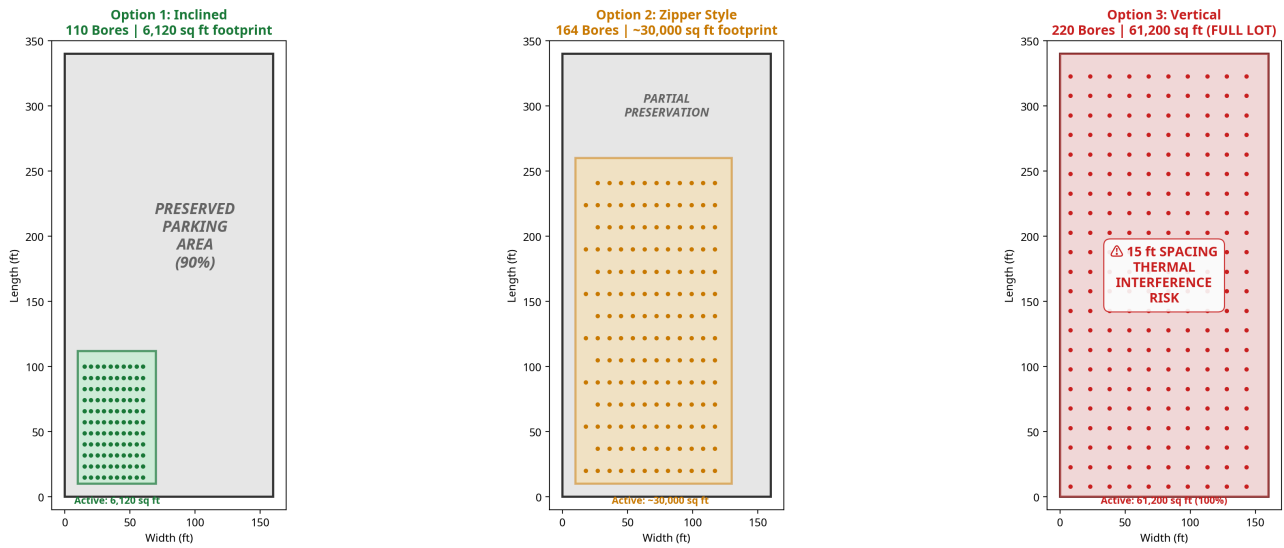 Option 1: Inclined
110 Bores | 6,120 sq ft footprint
350
300
250
200
150
100
50
0
Length (ft)
PRESERVED
PARKING
AREA
(90%)
Active: 6,120 sq ft
0
50
100
150
Width (ft)
Option 2: Zipper Style
164 Bores | ~30,000 sq ft footprint
350
300
250
200
150
100
50
0
Length (ft)
PARTIAL
PRESERVATION
Active: ~30,000 sq ft
0
50
100
150
Width (ft)
Option 3: Vertical
220 Bores | 61,200 sq ft (FULL LOT)
350
300
250
200
150
100
50
0
Length (ft)
⚠ 15 ft SPACING
THERMAL
INTERFERENCE
RISK
Active: 61,200 sq ft (100%)
0
50
100
150
Width (ft)